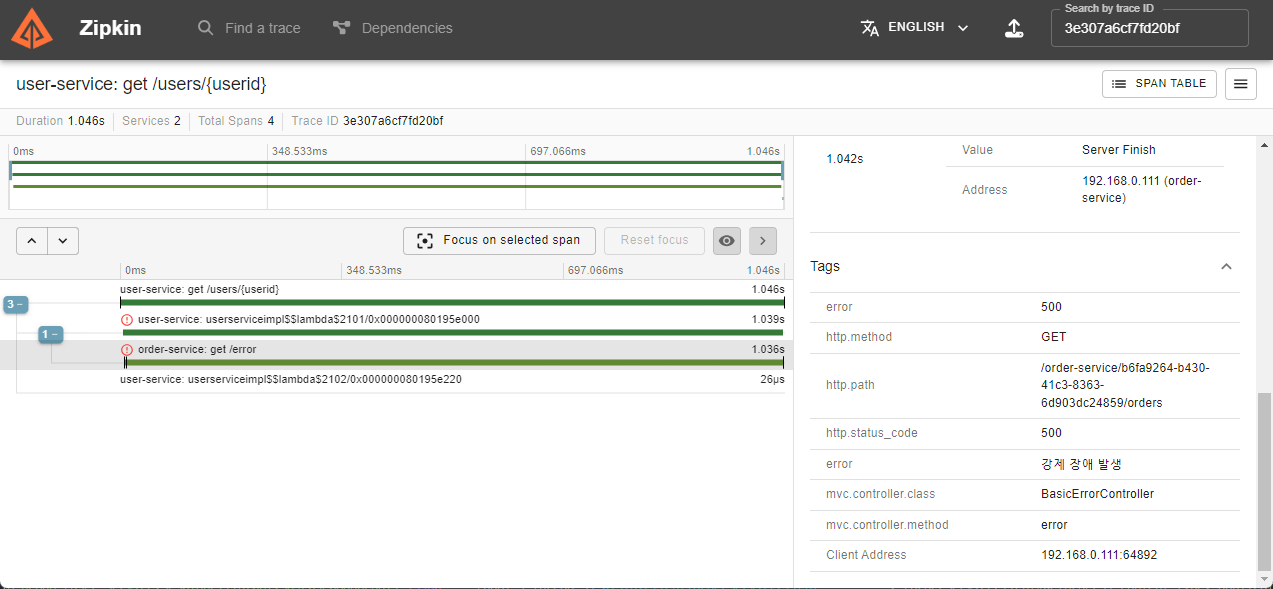 Zipkin
Find a trace
Dependencies
ENGLISH
Search by trace ID
3e307a6cf7fd20bf
user-service: get /users/{userid}
SPAN TABLE
Duration 1.046s Services 2 Total Spans 4 Trace ID 3e307a6cf7fd20bf
0ms 348.533ms 697.066ms 1.046s
Focus on selected span
Reset focus
0ms 348.533ms 697.066ms 1.046s
user-service: get /users/{userid} 1.046s
3 −
user-service: userserviceimpl$$lambda$2101/0x000000080195e000 1.039s
1 −
order-service: get /error 1.036s
user-service: userserviceimpl$$lambda$2102/0x000000080195e220 26μs
1.042s
Value Server Finish
Address 192.168.0.111 (order-
service)
Tags
error 500
http.method GET
http.path /order-service/b6fa9264-b430-
41c3-8363-
6d903dc24859/orders
http.status_code 500
error 강제 장애 발생
mvc.controller.class BasicErrorController
mvc.controller.method error
Client Address 192.168.0.111:64892